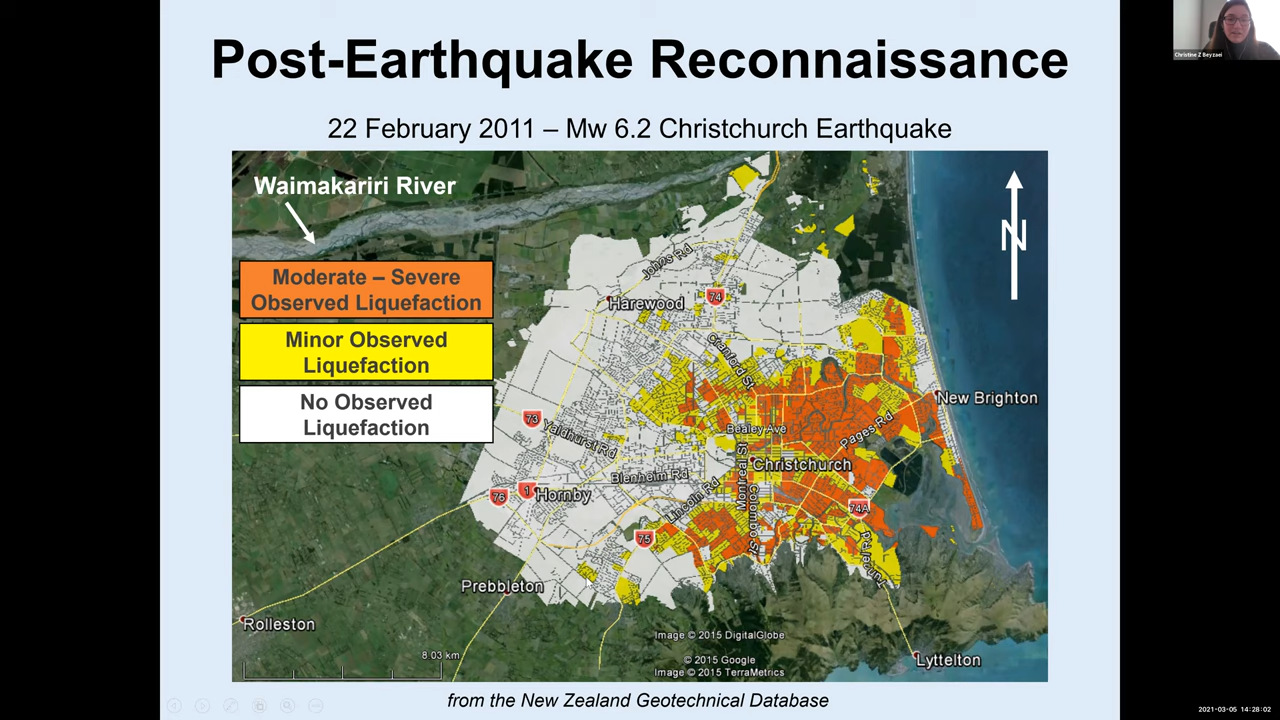 Post-Earthquake Reconnaissance
Christine Z Beyzaei
22 February 2011 – Mw 6.2 Christchurch Earthquake
Waimakariri River
N
Moderate – Severe
Observed Liquefaction
Minor Observed
Liquefaction
No Observed
Liquefaction
Johns Rd
Harewood
74
Cranford St
New Brighton
73
Yaldhurst Rd
Bealey Ave
Pages Rd
Christchurch
Blenheim Rd
Montreal St
76
1
Hornby
Lincoln Rd
Colombo St
74A
75
Prebbleton
Rolleston
Image © 2015 DigitalGlobe
8.03 km
© 2015 Google
Image © 2015 TerraMetrics
Lyttelton
from the New Zealand Geotechnical Database
2021-03-05 14:28:02